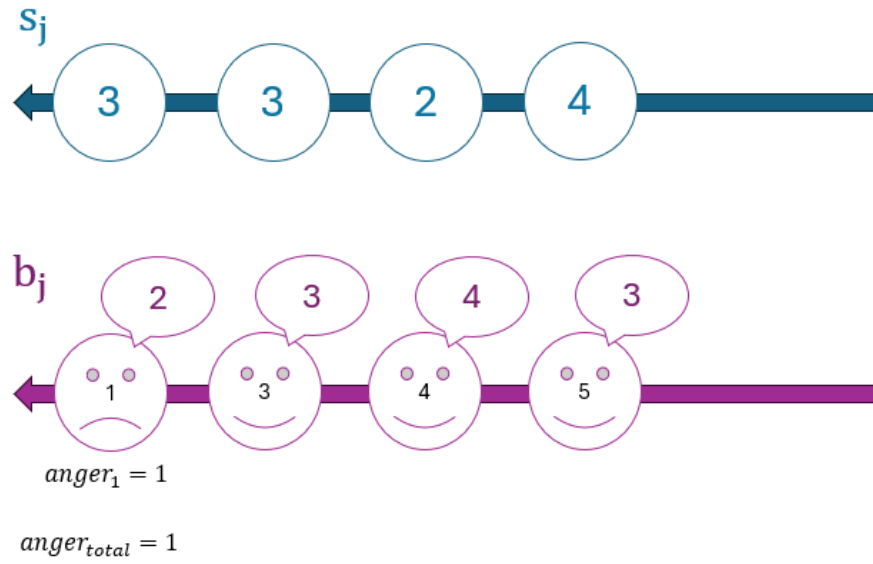 sj
3 3 2 4
bj
2 3 4 3
1 3 4 5
anger1 = 1
angertotal = 1